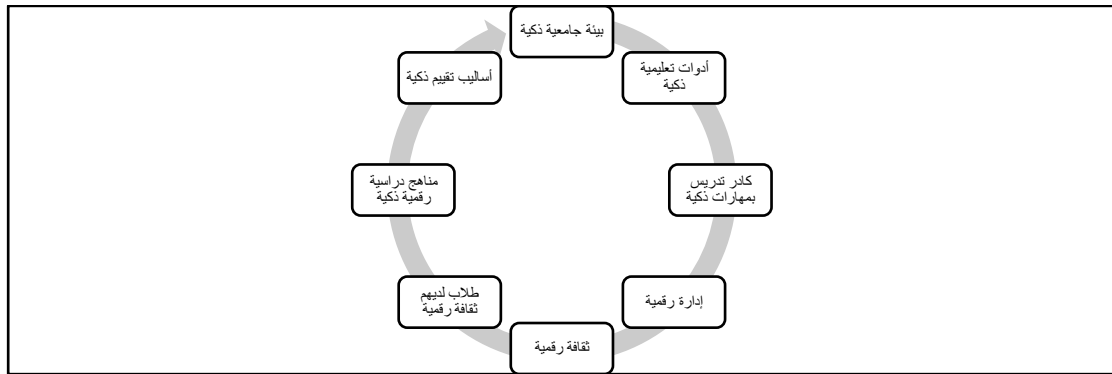 بيئة جامعية ذكية
أدوات تعليمية
ذكية
كادر تدريس
بمهارات ذكية
إدارة رقمية
ثقافة رقمية
طلاب لديهم
ثقافة رقمية
مناهج دراسية
رقمية ذكية
أساليب تقييم ذكية